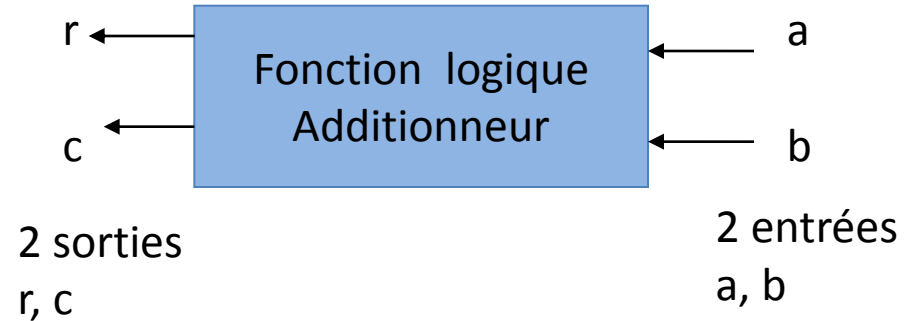 r
a
Fonction logique
Additionneur
c
b
2 sorties
r, c
2 entrées
a, b